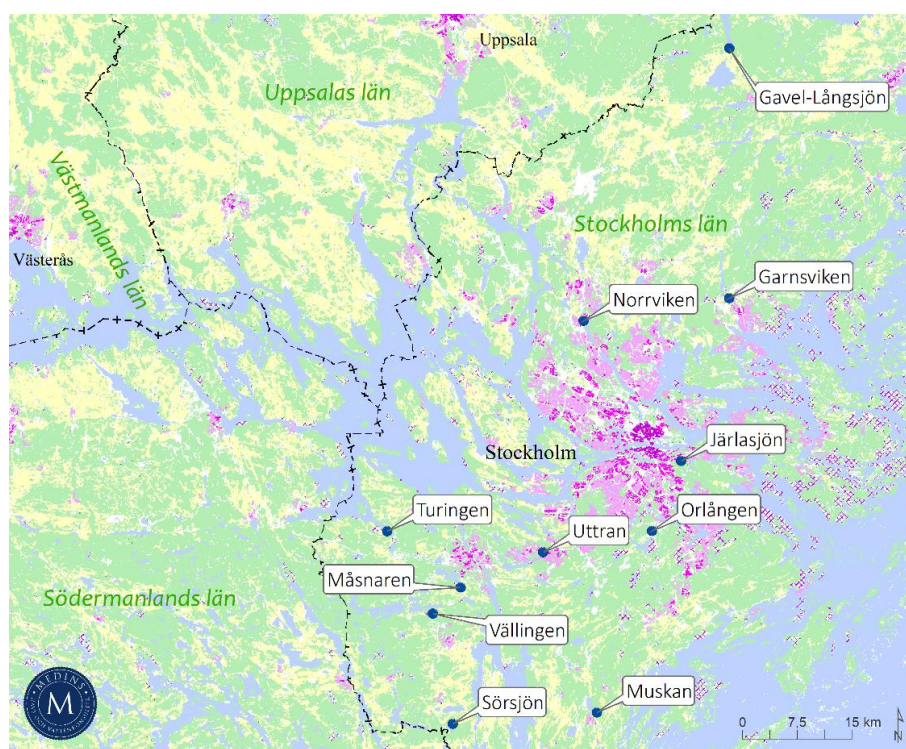 Uppsala
Gavel-Långsjön
Uppsalas län
Västmanlands län
Stockholms län
Västerås
Garnsviken
Norrviken
Järlasjön
Stockholm
Turingen
Orlången
Uttran
Måsnaren
Södermanlands län
Vällingen
MEDINS
M
Sörsjön
Muskan
0 7.5 15 km
N